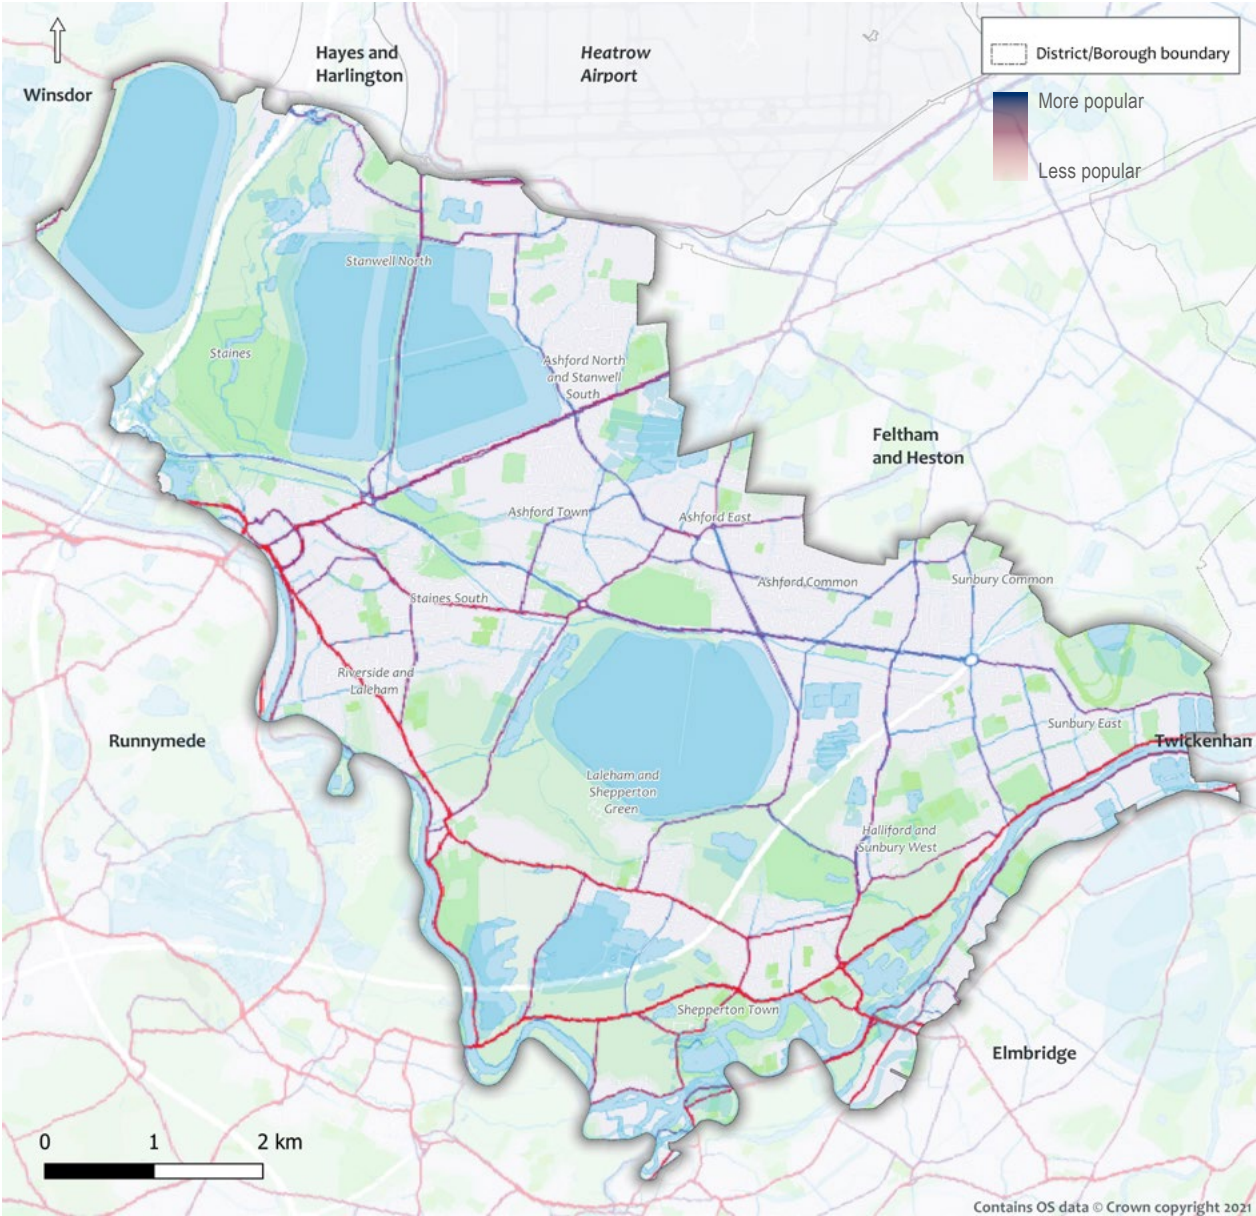 Hayes and
Harlington
Heatrow
Airport
District/Borough boundary
Winsdor
More popular
Less popular
Stanwell North
Staines
Ashford North
and Stanwell
South
Feltham
and Heston
Ashford Town
Ashford East
Ashford Common
Sunbury Common
Staines South
Riverside and
Laleham
Sunbury East
Runnymede
Twickenham
Laleham and
Shepperton
Green
Halliford and
Sunbury West
Shepperton Town
Elmbridge
0 1 2 km
Contains OS data © Crown copyright 2021